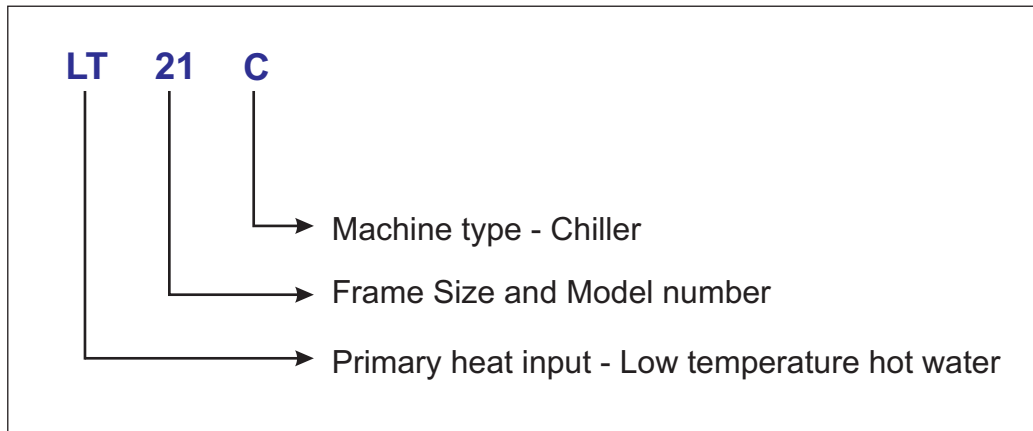 LT 21 C
Machine type - Chiller
Frame Size and Model number
Primary heat input - Low temperature hot water